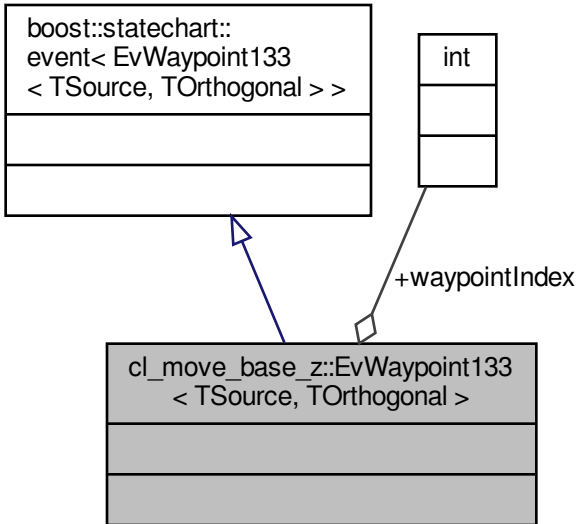 boost::statechart::
event< EvWaypoint133
< TSource, TOrthogonal > >
int
+waypointIndex
cl_move_base_z::EvWaypoint133
< TSource, TOrthogonal >